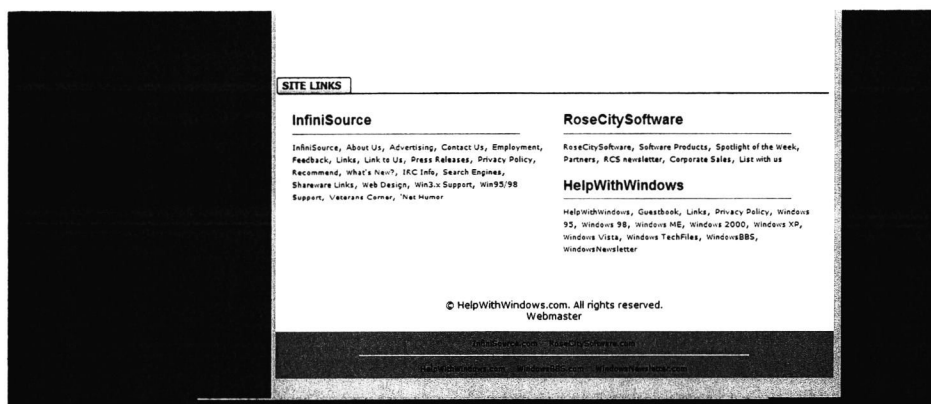 SITE LINKS
InfiniSource
InfiniSource, About Us, Advertising, Contact Us, Employment,
Feedback, Links, Link to Us, Press Releases, Privacy Policy,
Recommend, What's New?, IRC Info, Search Engines,
Shareware Links, Web Design, Win3.x Support, Win95/98
Support, Veterans Corner, 'Net Humor
RoseCitySoftware
RoseCitySoftware, Software Products, Spotlight of the Week,
Partners, RCS newsletter, Corporate Sales, List with us
HelpWithWindows
HelpWithWindows, Guestbook, Links, Privacy Policy, Windows
95, Windows 98, Windows ME, Windows 2000, Windows XP,
Windows Vista, Windows TechFiles, WindowsBBS,
WindowsNewsletter
© HelpWithWindows.com. All rights reserved.
Webmaster
InfiniSource.com RoseCitySoftware.com
HelpWithWindows.com WindowsBBS.com WindowsNewsletter.com